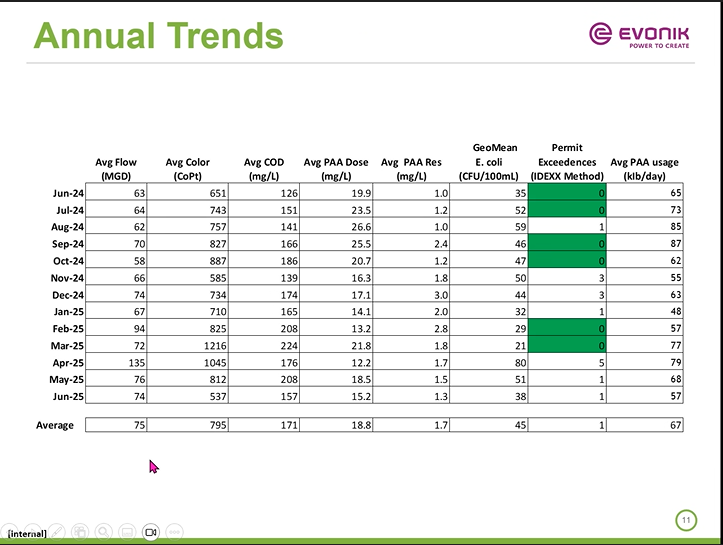 Annual Trends
EVONIK
POWER TO CREATE
GeoMean Permit
Avg Flow Avg Color Avg COD Avg PAA Dose Avg PAA Res E. coli Exceedences Avg PAA usage
(MGD) (CoPt) (mg/L) (mg/L) (mg/L) (CFU/100mL) (IDEXX Method) (klb/day)
Jun-24 63 651 126 19.9 1.0 35 0 65
Jul-24 64 743 151 23.5 1.2 52 0 73
Aug-24 62 757 141 26.6 1.0 59 1 85
Sep-24 70 827 166 25.5 2.4 46 0 87
Oct-24 58 887 186 20.7 1.2 47 0 62
Nov-24 66 585 139 16.3 1.8 50 3 55
Dec-24 74 734 174 17.1 3.0 44 3 63
Jan-25 67 710 165 14.1 2.0 32 1 48
Feb-25 94 825 208 13.2 2.8 29 0 57
Mar-25 72 1216 224 21.8 1.8 21 0 77
Apr-25 135 1045 176 12.2 1.7 80 5 79
May-25 76 812 208 18.5 1.5 51 1 68
Jun-25 74 537 157 15.2 1.3 38 1 57
Average 75 795 171 18.8 1.7 45 1 67
11
[internal]